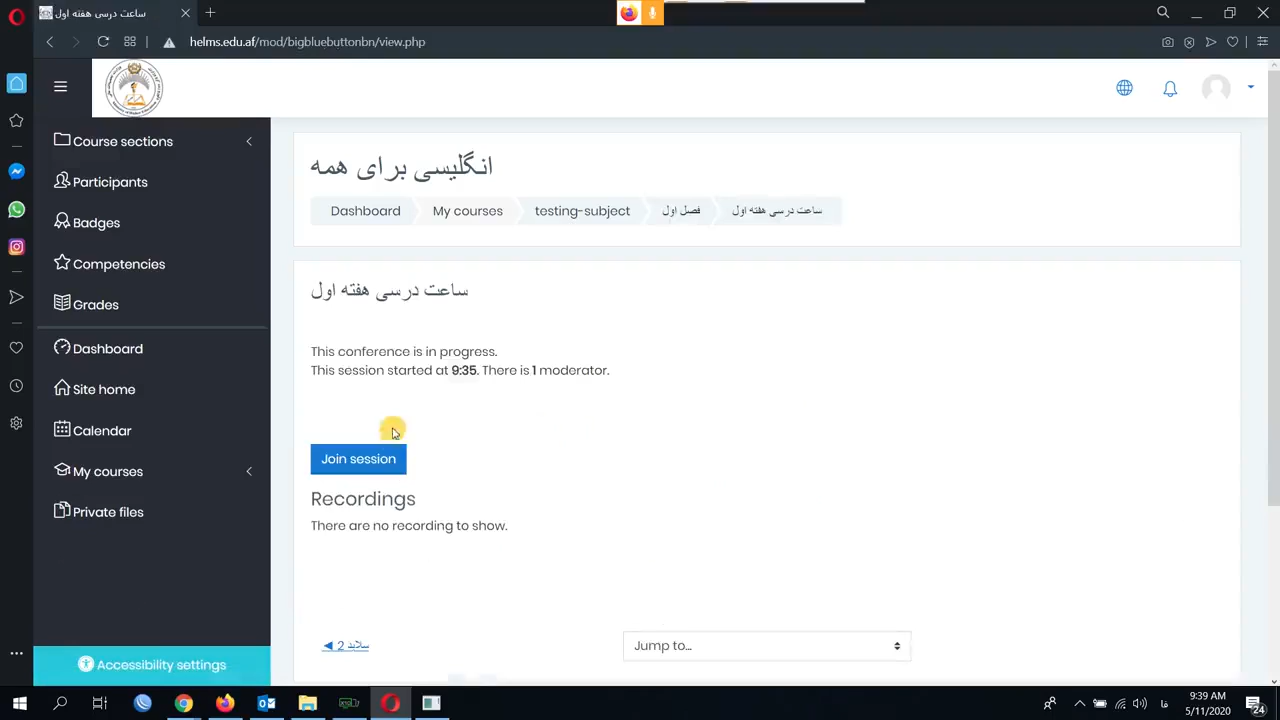 ساعت درسی هفته اول
helms.edu.af/mod/bigbluebuttonbn/view.php
Course sections
Participants
Badges
Competencies
Grades
Dashboard
Site home
Calendar
My courses
Private files
Accessibility settings
انگلیسی برای همه
Dashboard
My courses
testing-subject
فصل اول
ساعت درسی هفته اول
ساعت درسی هفته اول
This conference is in progress.
This session started at 9:35. There is 1 moderator.
Join session
Recordings
There are no recording to show.
◀ سلاید 2
Jump to...
فا
9:39 AM
5/11/2020
24